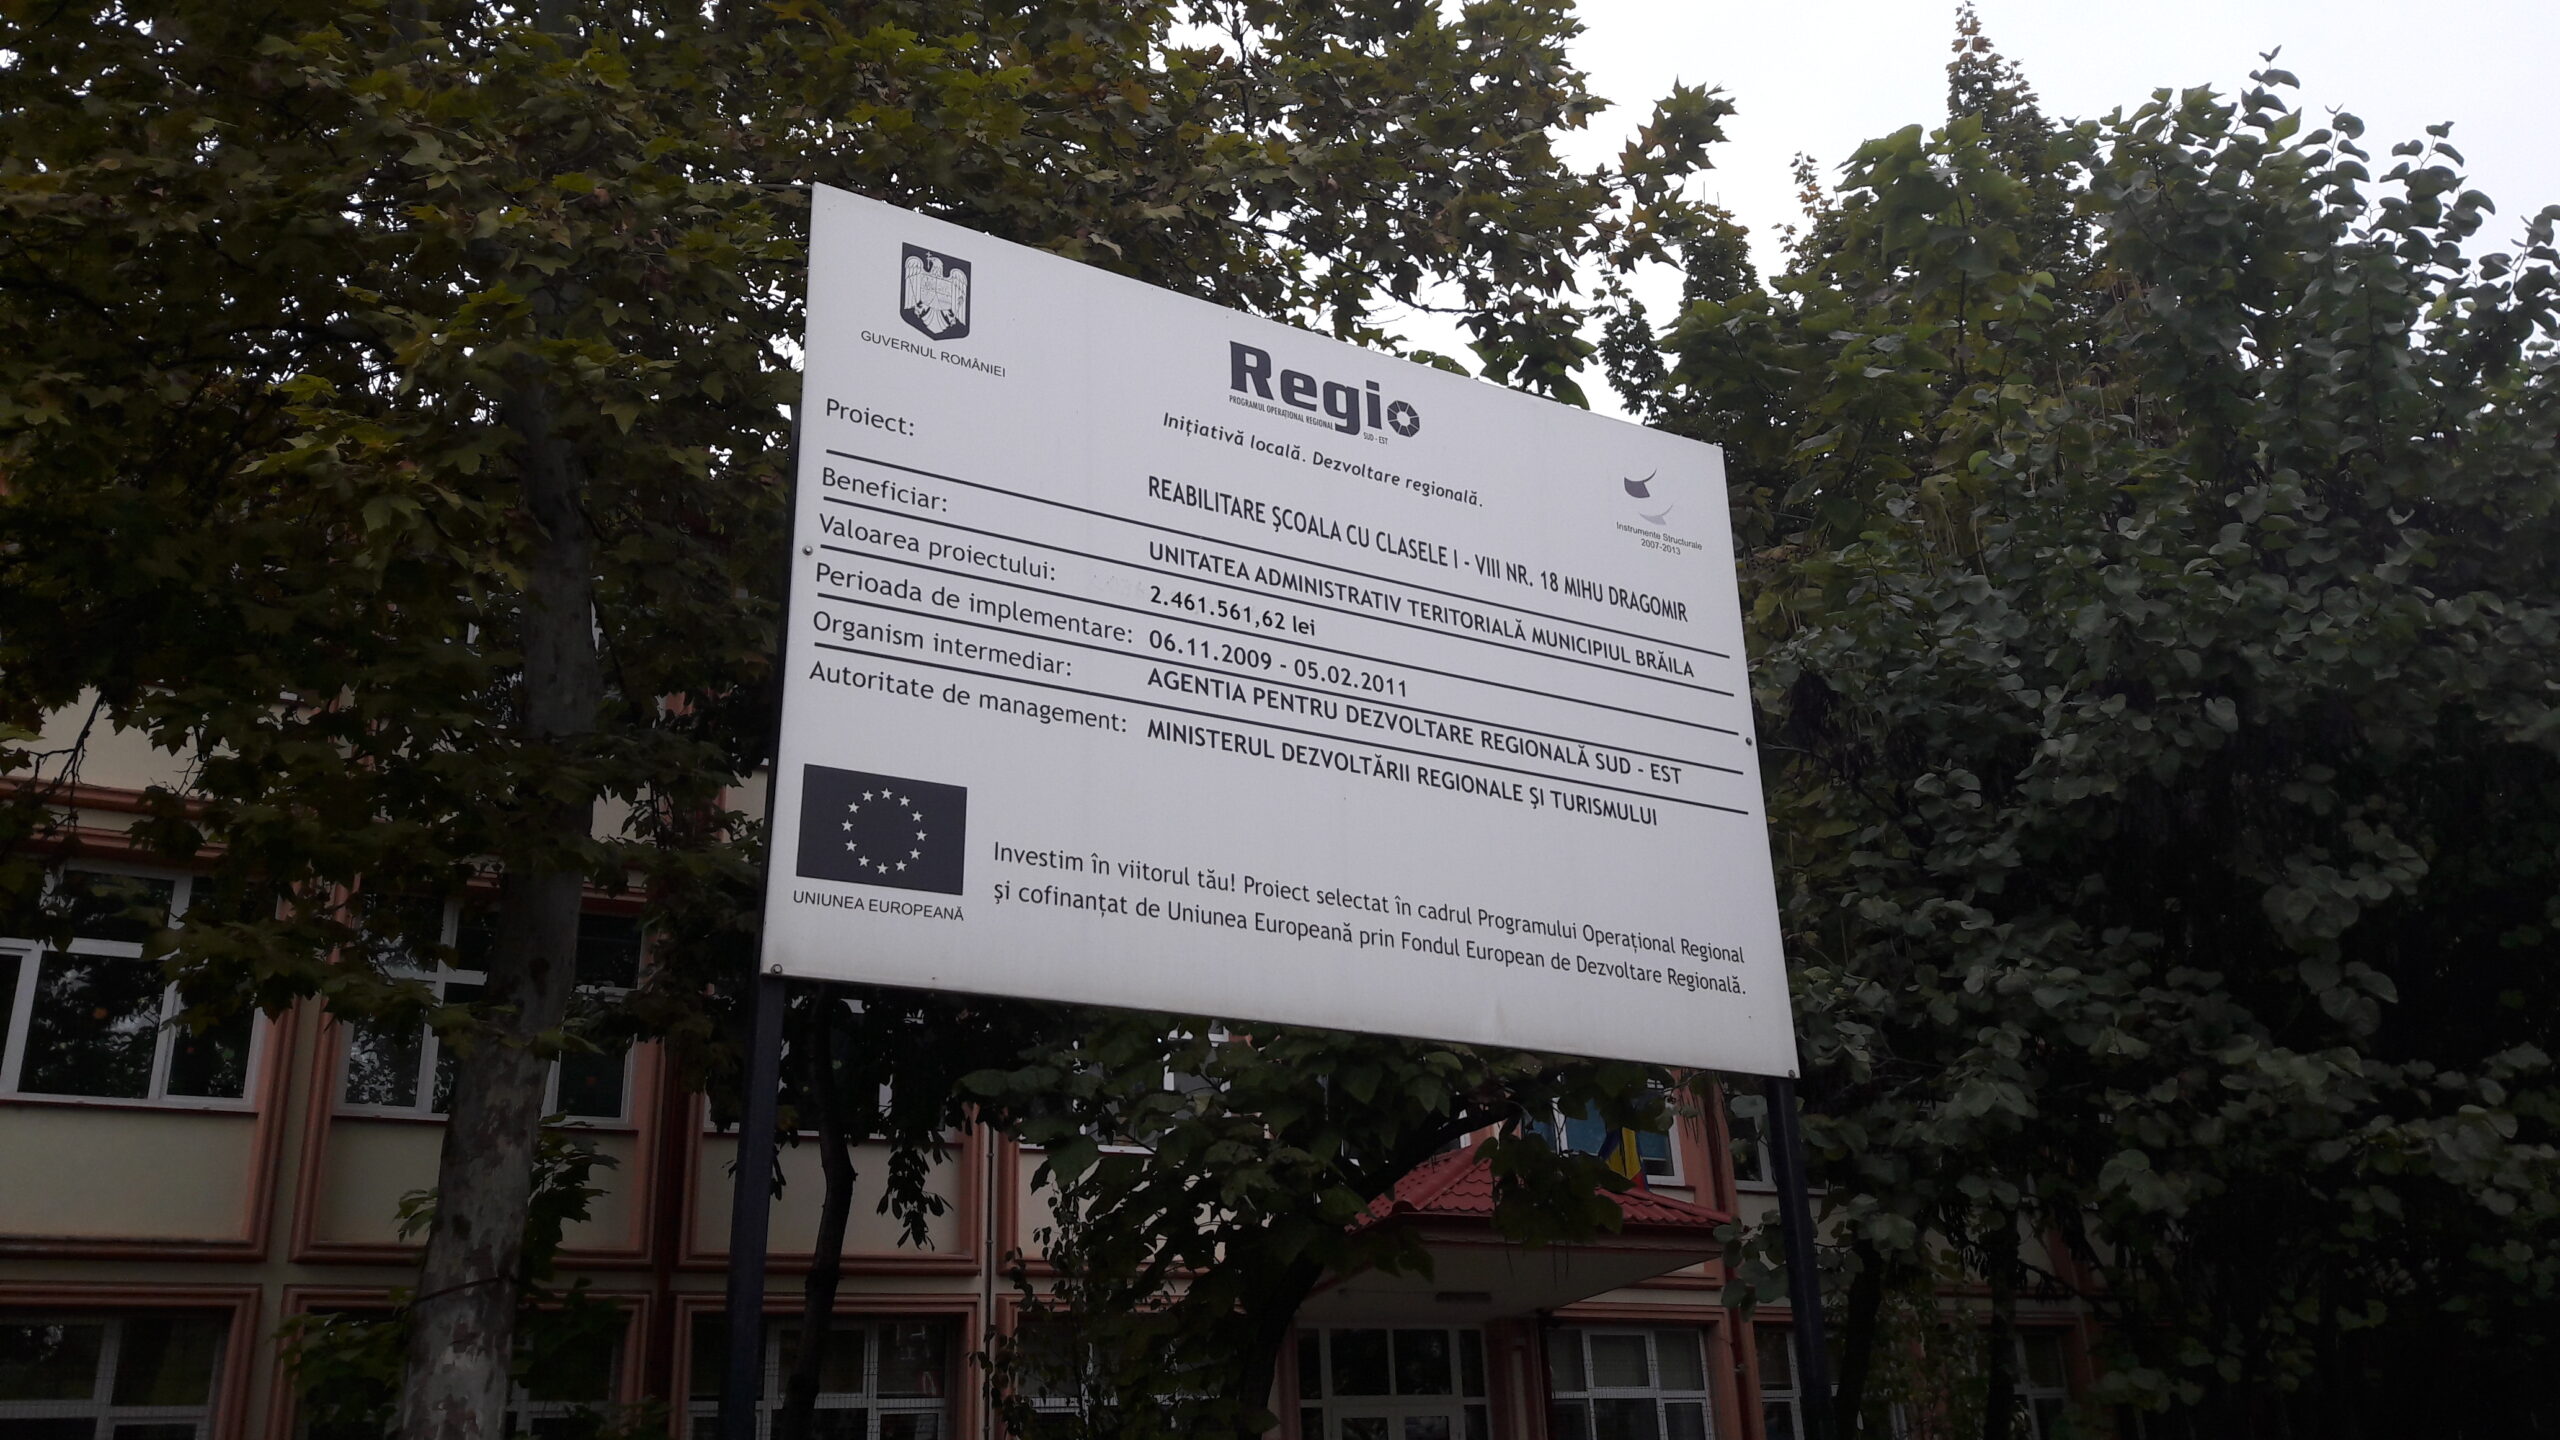 GUVERNUL ROMÂNIEI
Regio
PROGRAMUL OPERAŢIONAL REGIONAL
SUD - EST
Iniţiativă locală. Dezvoltare regională.
Instrumente Structurale
2007-2013
Proiect: REABILITARE ŞCOALA CU CLASELE I - VIII NR. 18 MIHU DRAGOMIR
Beneficiar: UNITATEA ADMINISTRATIV TERITORIALĂ MUNICIPIUL BRĂILA
Valoarea proiectului: 2.461.561,62 lei
Perioada de implementare: 06.11.2009 - 05.02.2011
Organism intermediar: AGENTIA PENTRU DEZVOLTARE REGIONALĂ SUD - EST
Autoritate de management: MINISTERUL DEZVOLTĂRII REGIONALE ŞI TURISMULUI
UNIUNEA EUROPEANĂ
Investim în viitorul tău! Proiect selectat în cadrul Programului Operaţional Regional
şi cofinanţat de Uniunea Europeană prin Fondul European de Dezvoltare Regională.